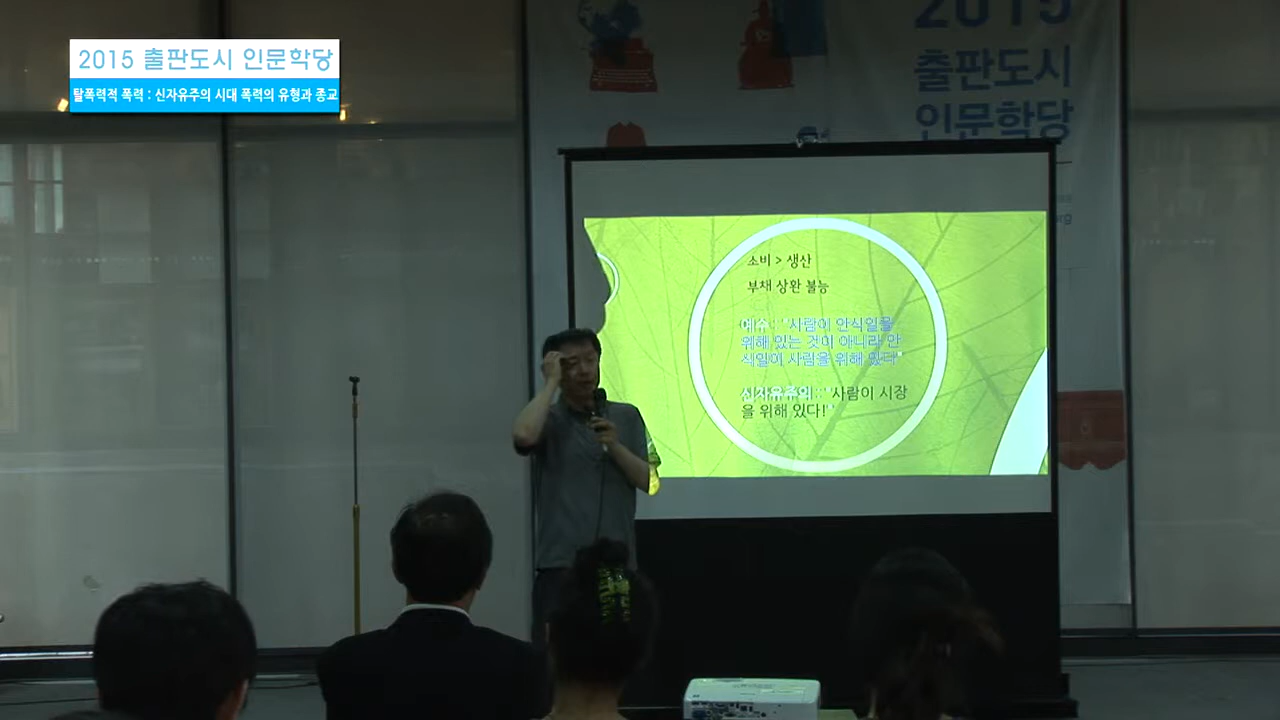 2015 출판도시 인문학당
탈폭력적 폭력 : 신자유주의 시대 폭력의 유형과 종교
2015
출판도시
인문학당
소비 > 생산
부채 상환 불능
예수 : "사람이 안식일을
위해 있는 것이 아니라 안
식일이 사람을 위해 있다"
신자유주의 : "사람이 시장
을 위해 있다!"